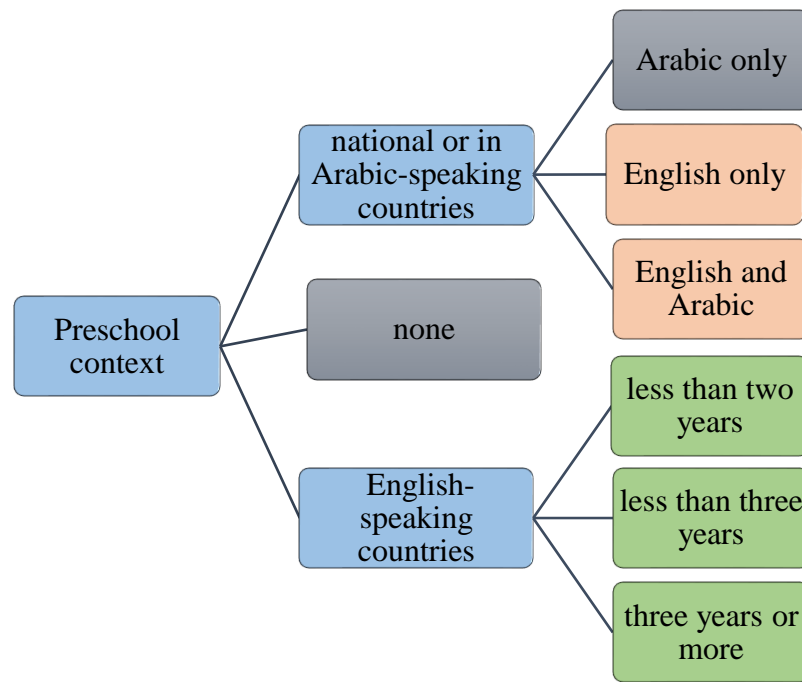 Arabic only
national or in
Arabic-speaking
countries
English only
English and
Arabic
Preschool
context
none
less than two
years
English-
speaking
countries
less than three
years
three years or
more